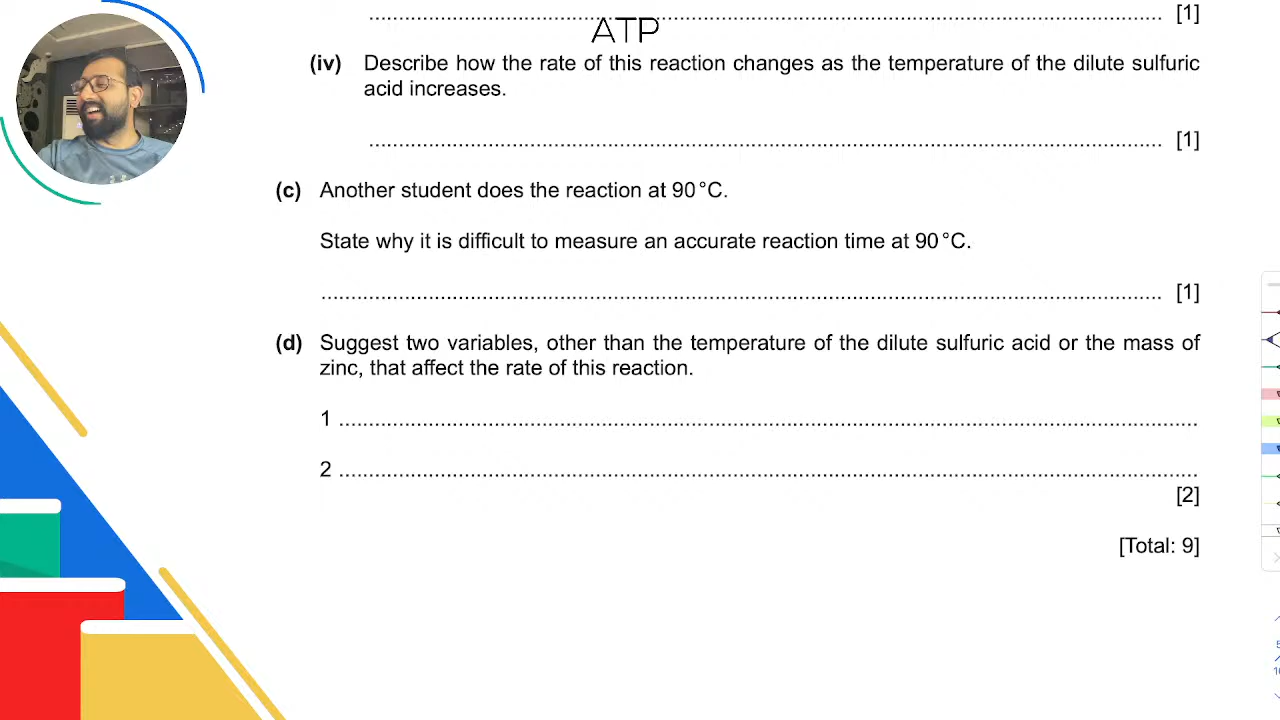 ........................................................................................................................................ [1]
ATP
(iv) Describe how the rate of this reaction changes as the temperature of the dilute sulfuric
acid increases.
........................................................................................................................................ [1]
(c) Another student does the reaction at 90 °C.
State why it is difficult to measure an accurate reaction time at 90 °C.
................................................................................................................................................ [1]
(d) Suggest two variables, other than the temperature of the dilute sulfuric acid or the mass of
zinc, that affect the rate of this reaction.
1 ...................................................................................................................................................
2 ...................................................................................................................................................
[2]
[Total: 9]